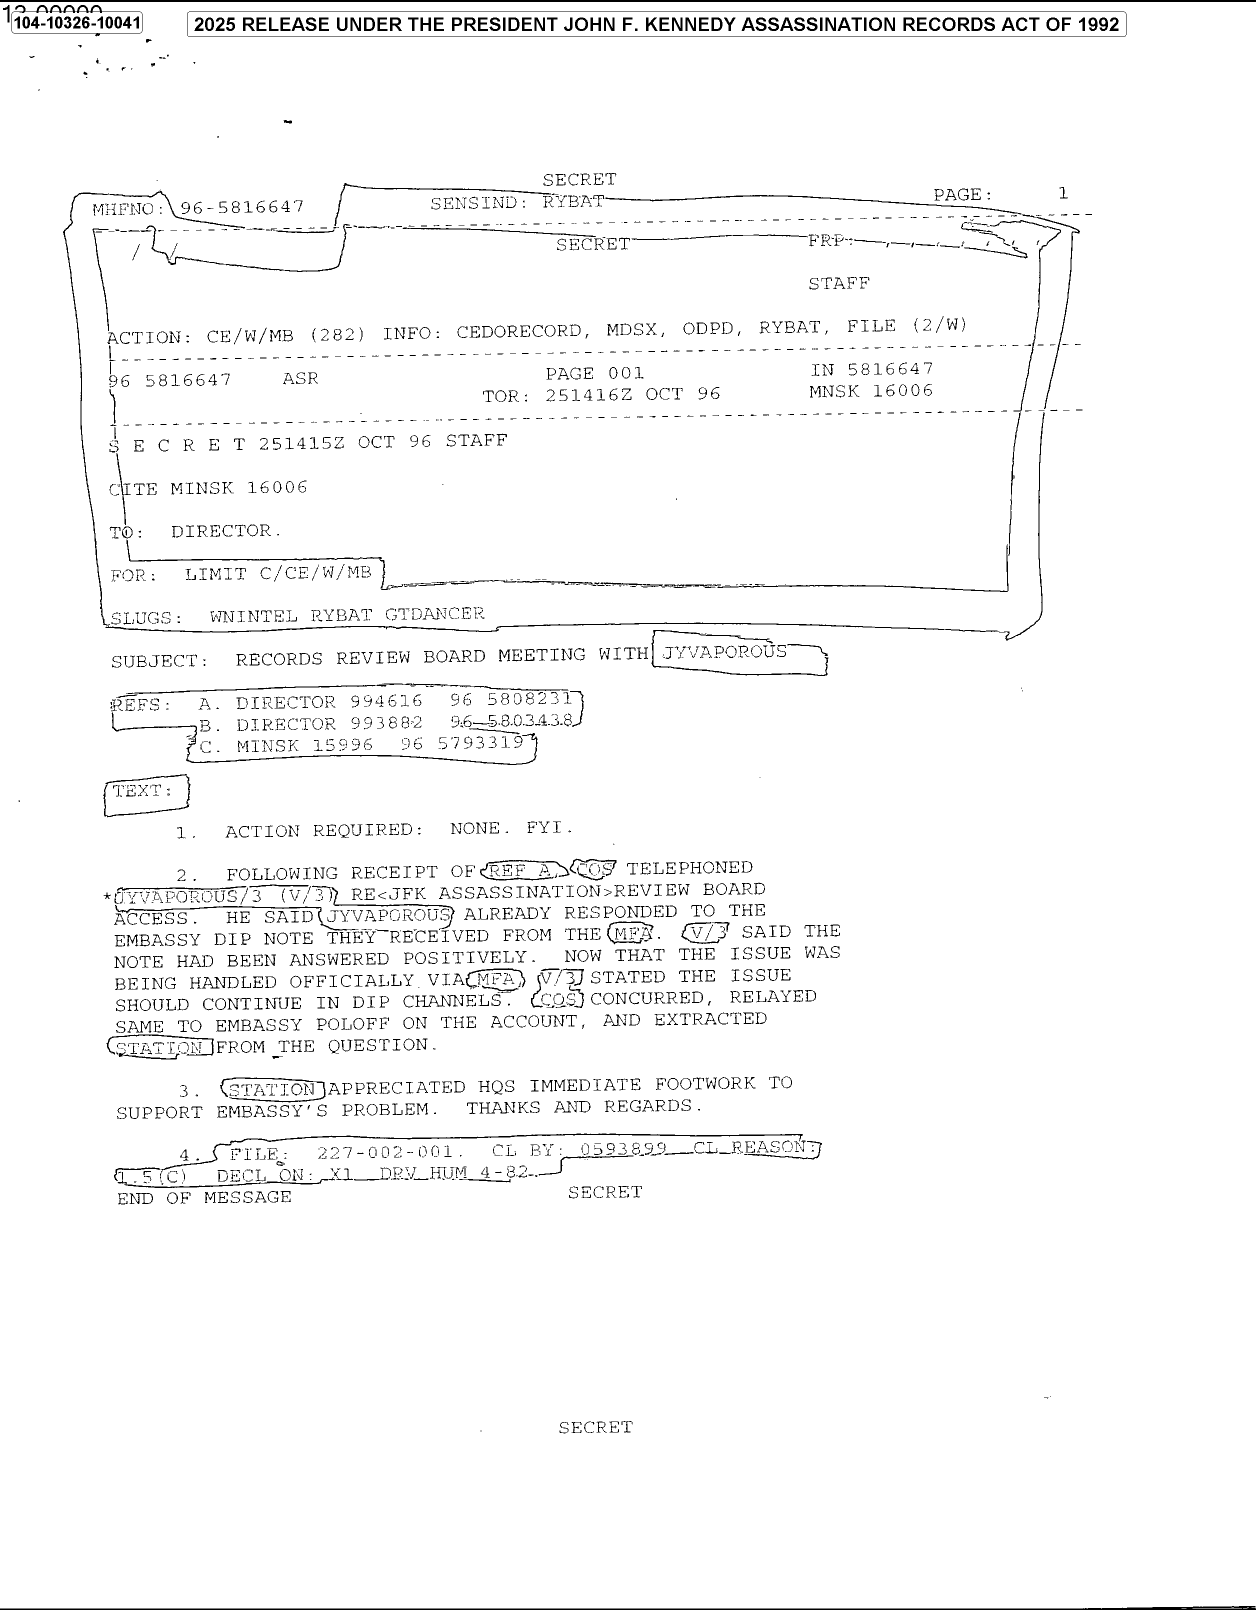 13-00000
104-10326-10041
2025 RELEASE UNDER THE PRESIDENT JOHN F. KENNEDY ASSASSINATION RECORDS ACT OF 1992
SECRET
MHFNO: 96-5816647 SENSIND: RYBAT PAGE: 1
/ / SECRET FRP: , , , , ,
STAFF
ACTION: CE/W/MB (282) INFO: CEDORECORD, MDSX, ODPD, RYBAT, FILE (2/W)
96 5816647 ASR PAGE 001 IN 5816647
TOR: 251416Z OCT 96 MNSK 16006
S E C R E T 251415Z OCT 96 STAFF
CITE MINSK 16006
TO: DIRECTOR.
FOR: LIMIT C/CE/W/MB
SLUGS: WNINTEL RYBAT GTDANCER
SUBJECT: RECORDS REVIEW BOARD MEETING WITH JYVAPOROUS
REFS: A. DIRECTOR 994616 96 5808231
B. DIRECTOR 993882 96 5803438
C. MINSK 15996 96 5793319
TEXT:
1. ACTION REQUIRED: NONE. FYI.
2. FOLLOWING RECEIPT OF REF A, COS TELEPHONED
*JYVAPOROUS/3 (V/3) RE<JFK ASSASSINATION>REVIEW BOARD
ACCESS. HE SAID JYVAPOROUS ALREADY RESPONDED TO THE
EMBASSY DIP NOTE THEY RECEIVED FROM THE MFA. V/3 SAID THE
NOTE HAD BEEN ANSWERED POSITIVELY. NOW THAT THE ISSUE WAS
BEING HANDLED OFFICIALLY VIA MFA, V/3 STATED THE ISSUE
SHOULD CONTINUE IN DIP CHANNELS. COS CONCURRED, RELAYED
SAME TO EMBASSY POLOFF ON THE ACCOUNT, AND EXTRACTED
STATION FROM THE QUESTION.
3. STATION APPRECIATED HQS IMMEDIATE FOOTWORK TO
SUPPORT EMBASSY'S PROBLEM. THANKS AND REGARDS.
4. FILE: 227-002-001. CL BY: 0593899 CL REASON:
1.5(C) DECL ON: X1 DRV HUM 4-82.
END OF MESSAGE SECRET
SECRET